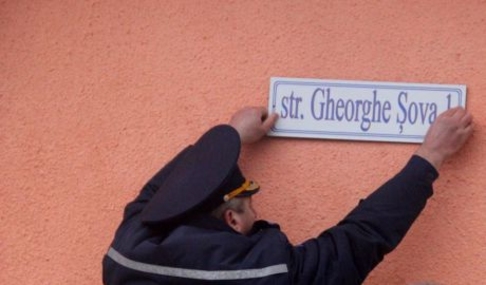 str. Gheorghe Șova 1